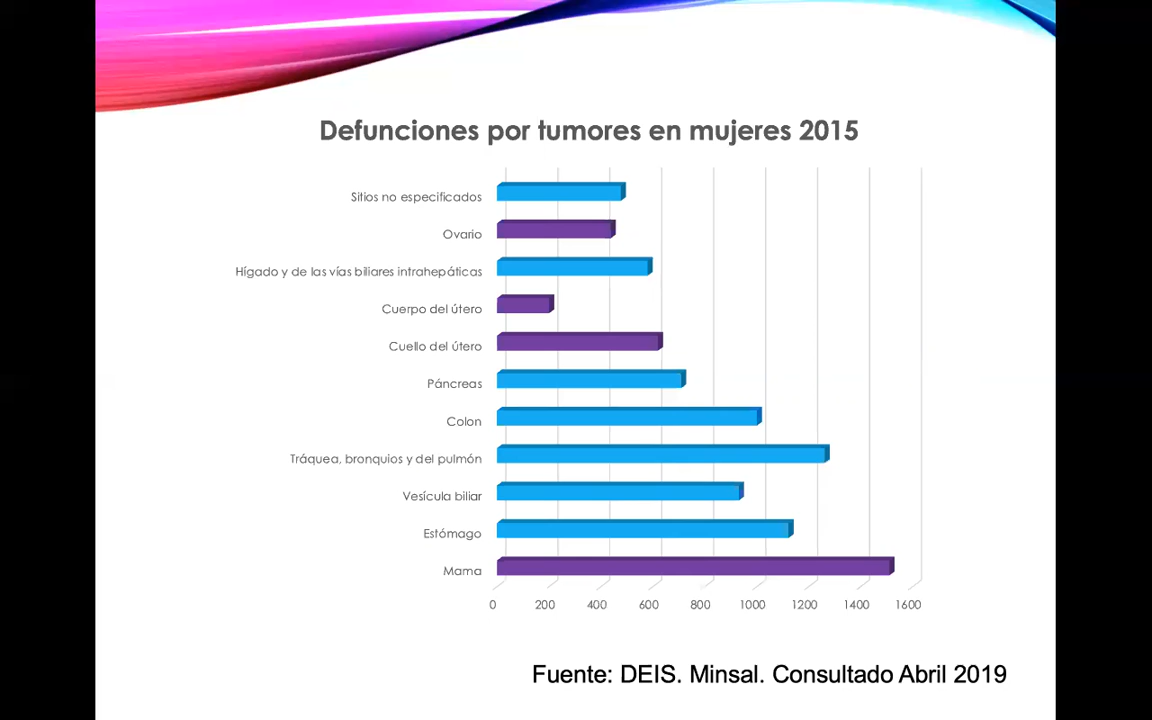 Defunciones por tumores en mujeres 2015
Sitios no especificados
Ovario
Hígado y de las vías biliares intrahepáticas
Cuerpo del útero
Cuello del útero
Páncreas
Colon
Tráquea, bronquios y del pulmón
Vesícula biliar
Estómago
Mama
0 200 400 600 800 1000 1200 1400 1600
Fuente: DEIS. Minsal. Consultado Abril 2019